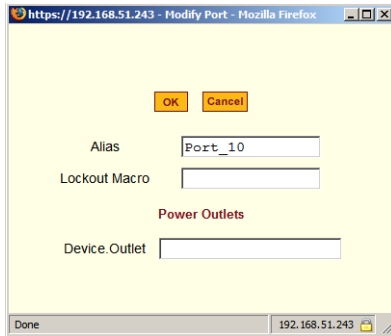 https://192.168.51.243 - Modify Port - Mozilla Firefox
OK Cancel
Alias Port_10
Lockout Macro
Power Outlets
Device.Outlet
Done 192.168.51.243